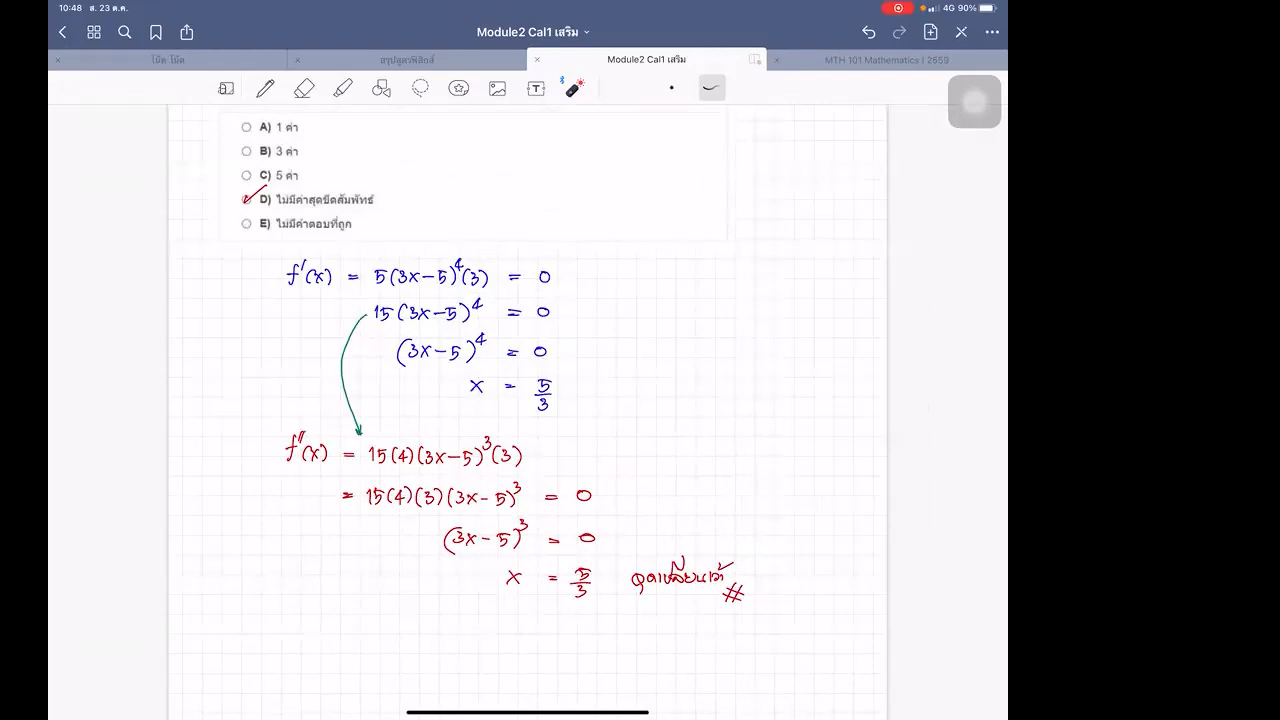 10:48 ส. 23 ต.ค.
4G 90%
Module2 Cal1 เสริม
โน๊ต โน๊ต
สรุปสูตรฟิสิกส์
Module2 Cal1 เสริม
MTH 101 Mathematics I 2559
A) 1 ค่า
B) 3 ค่า
C) 5 ค่า
D) ไม่มีค่าสุดขีดสัมพัทธ์
E) ไม่มีคำตอบที่ถูก
f'(x) = 5(3x-5)^4(3) = 0
15(3x-5)^4 = 0
(3x-5)^4 = 0
x = 5/3
f''(x) = 15(4)(3x-5)^3(3)
= 15(4)(3)(3x-5)^3 = 0
(3x-5)^3 = 0
x = 5/3 จุดเปลี่ยนเว้า #